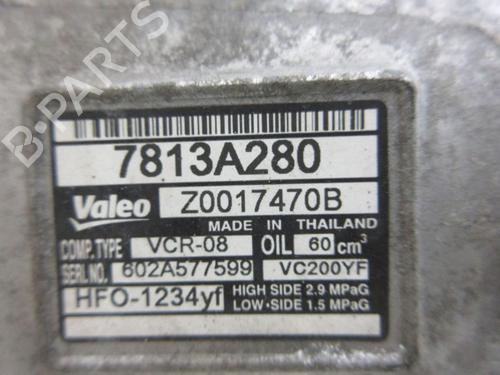 B-PARTS
7813A280
Valeo Z0017470B
MADE IN THAILAND
COMP.TYPE VCR-08 OIL 60 cm³
SERI.NO. 602A577599 VC200YF
HFO-1234yf HIGH SIDE 2.9 MPaG
LOW-SIDE 1.5 MPaG